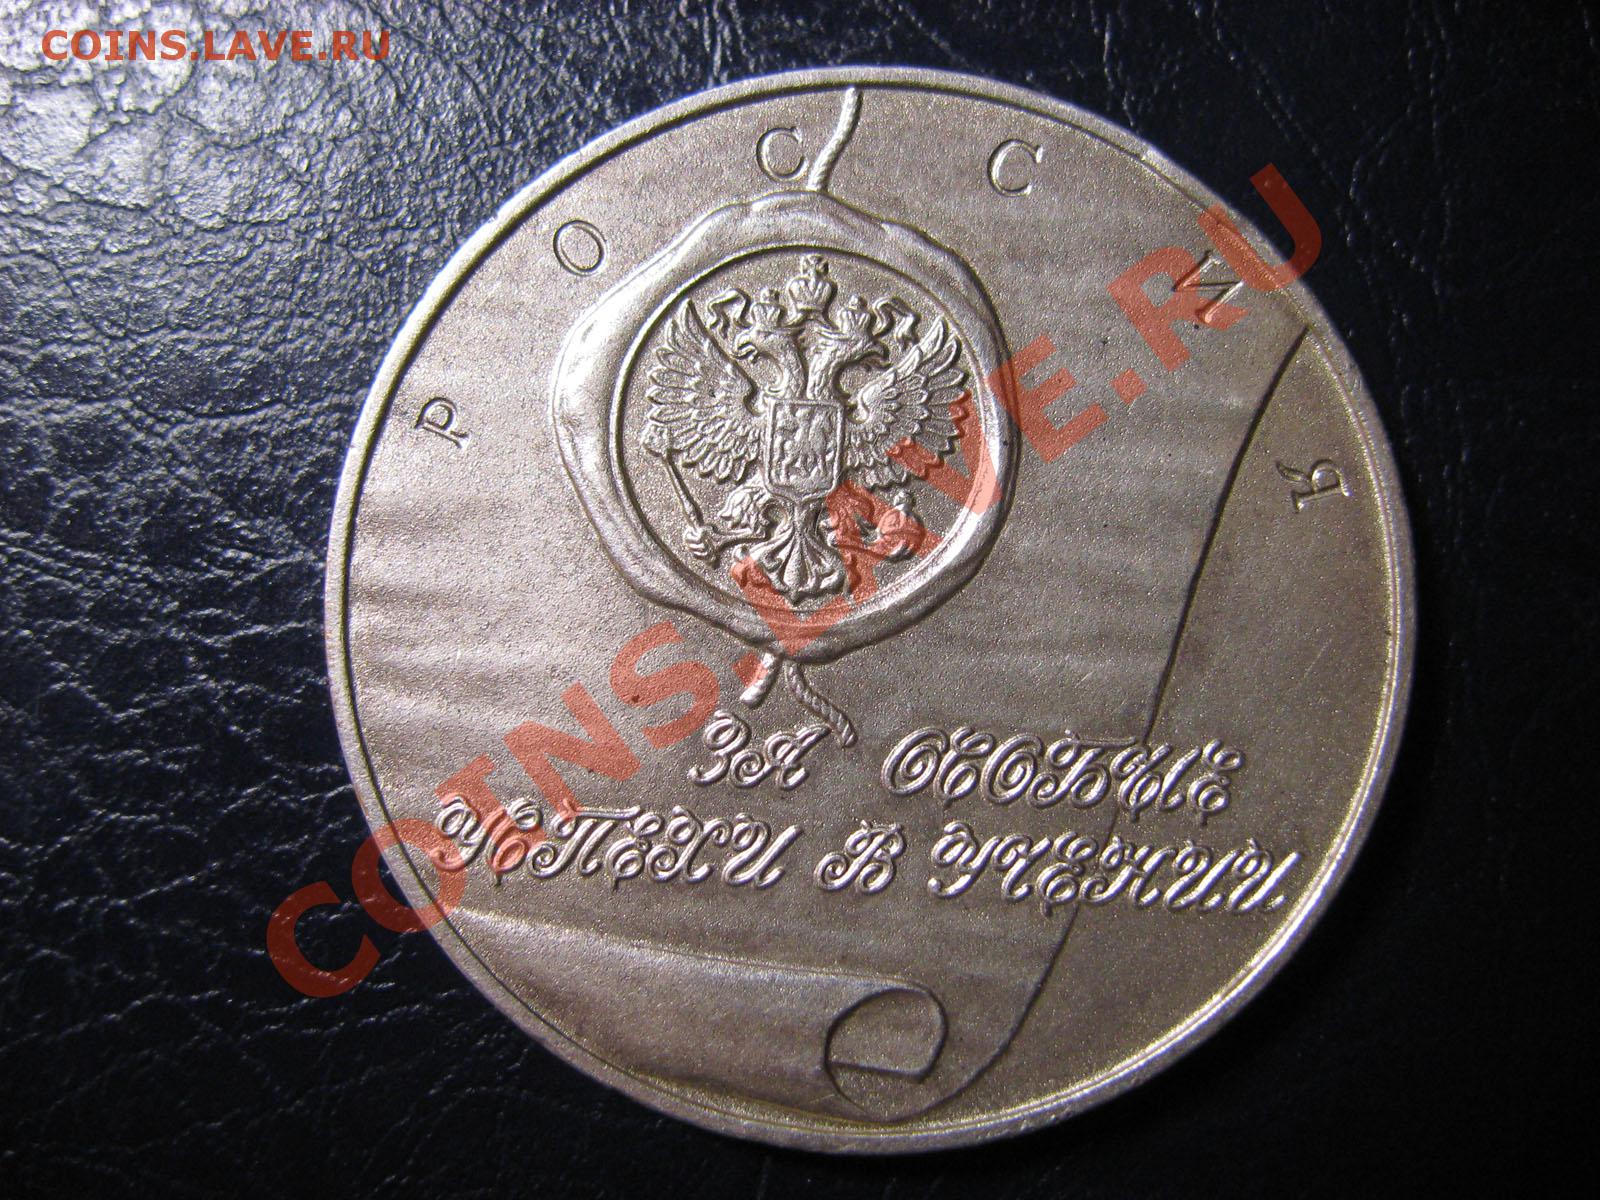 COINS.LAVE.RU
РОССИЯ
ЗА ОСОБЫЕ
УСПЕХИ В УЧЕНИИ
COINS.LAVE.RU